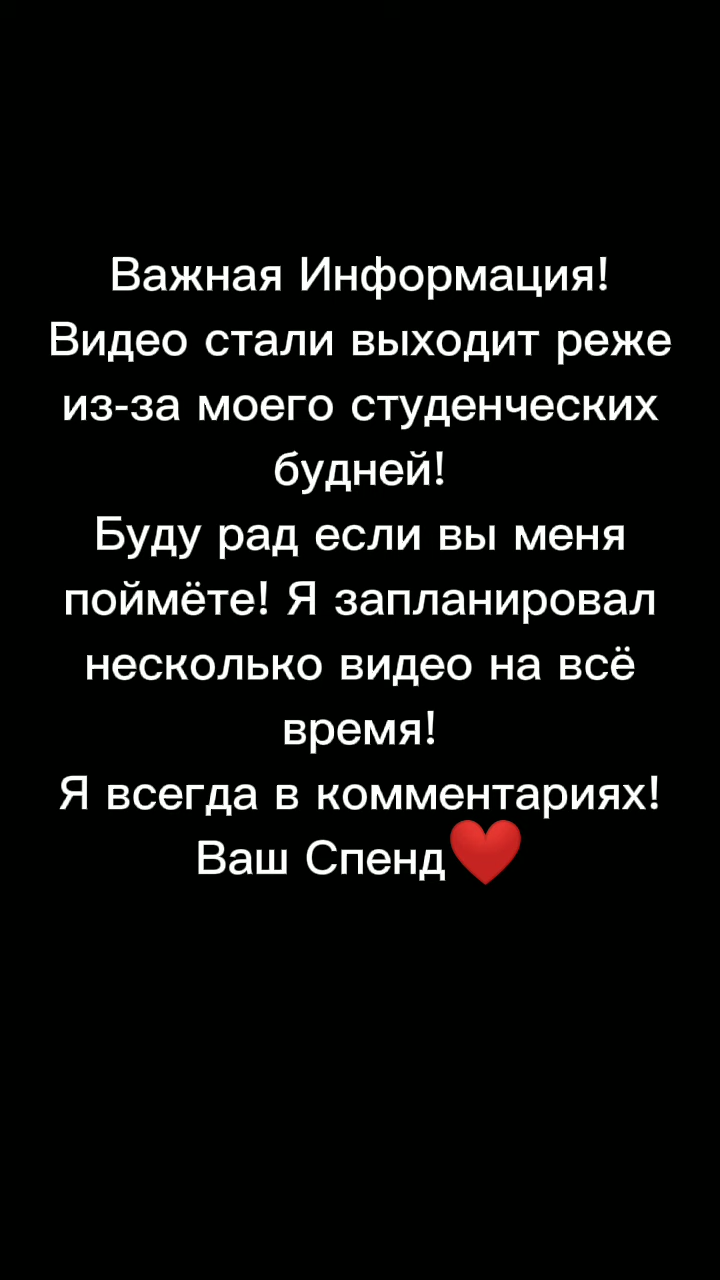 Важная Информация!
Видео стали выходит реже
из-за моего студенческих
будней!
Буду рад если вы меня
поймёте! Я запланировал
несколько видео на всё
время!
Я всегда в комментариях!
Ваш Спенд❤️